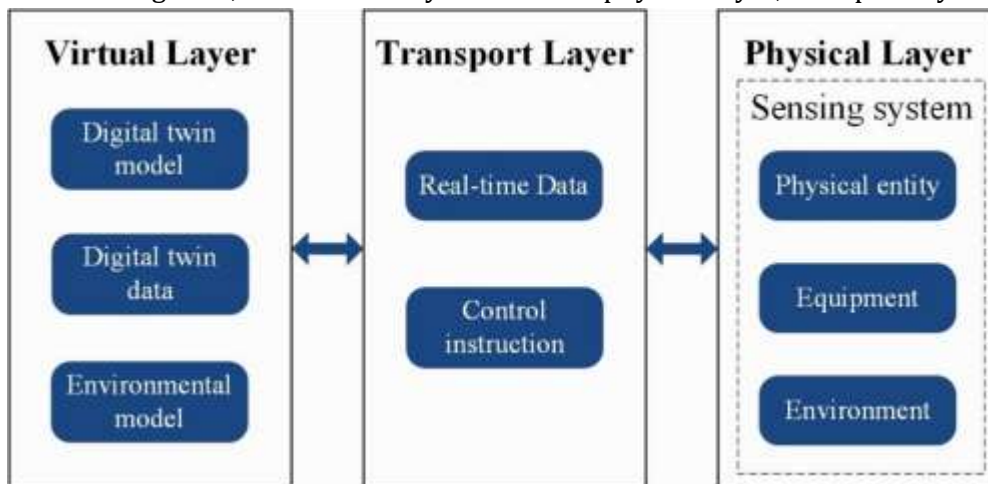 Virtual Layer
Digital twin
model
Digital twin
data
Environmental
model
Transport Layer
Real-time Data
Control
instruction
Physical Layer
Sensing system
Physical entity
Equipment
Environment